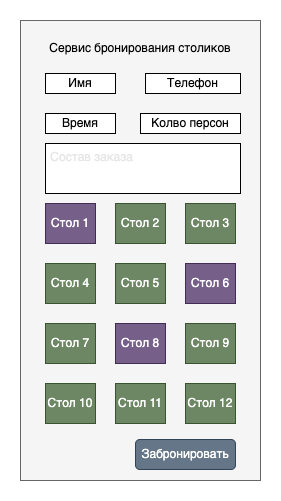 Сервис бронирования столиков
Имя Телефон
Время Колво персон
Состав заказа
Стол 1 Стол 2 Стол 3
Стол 4 Стол 5 Стол 6
Стол 7 Стол 8 Стол 9
Стол 10 Стол 11 Стол 12
Забронировать